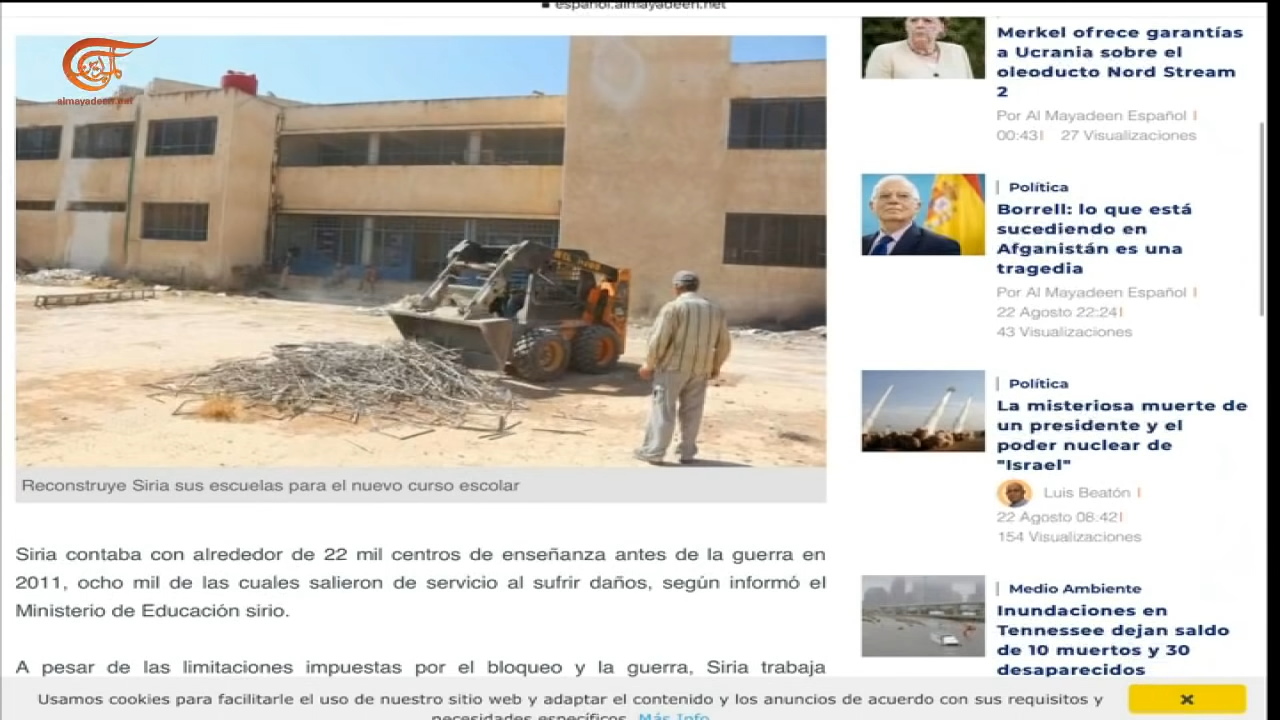 español.almayadeen.net
almayadeen.net
Reconstruye Siria sus escuelas para el nuevo curso escolar
Siria contaba con alrededor de 22 mil centros de enseñanza antes de la guerra en
2011, ocho mil de las cuales salieron de servicio al sufrir daños, según informó el
Ministerio de Educación sirio.
A pesar de las limitaciones impuestas por el bloqueo y la guerra, Siria trabaja
Merkel ofrece garantías
a Ucrania sobre el
oleoducto Nord Stream
2
Por Al Mayadeen Español |
00:43| 27 Visualizaciones
| Política
Borrell: lo que está
sucediendo en
Afganistán es una
tragedia
Por Al Mayadeen Español |
22 Agosto 22:24|
43 Visualizaciones
| Política
La misteriosa muerte de
un presidente y el
poder nuclear de
"Israel"
Luis Beatón |
22 Agosto 08:42|
154 Visualizaciones
| Medio Ambiente
Inundaciones en
Tennessee dejan saldo
de 10 muertos y 30
desaparecidos
Usamos cookies para facilitarle el uso de nuestro sitio web y adaptar el contenido y los anuncios de acuerdo con sus requisitos y
necesidades específicos. Más Info